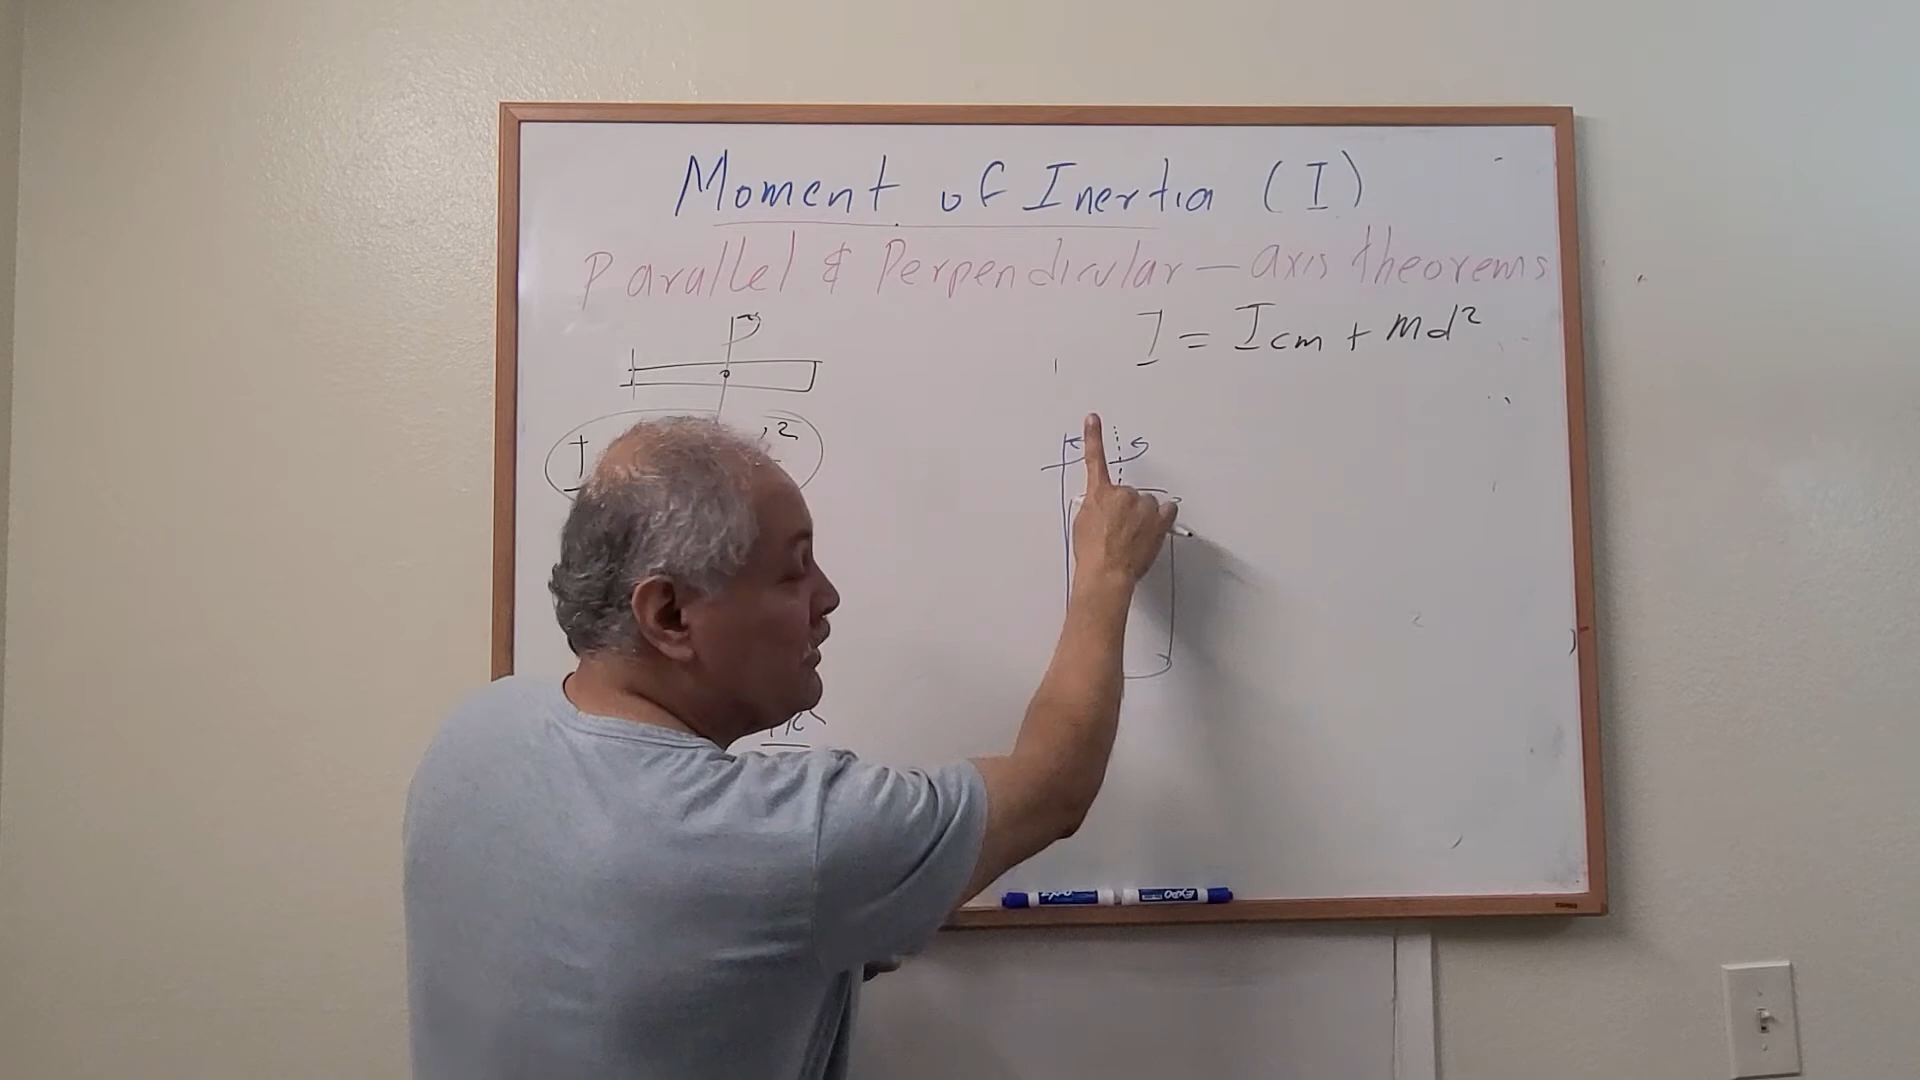 Moment of Inertia (I)
Parallel & Perpendicular - axis theorems
I = Icm + Md²
EXPO
EXPO